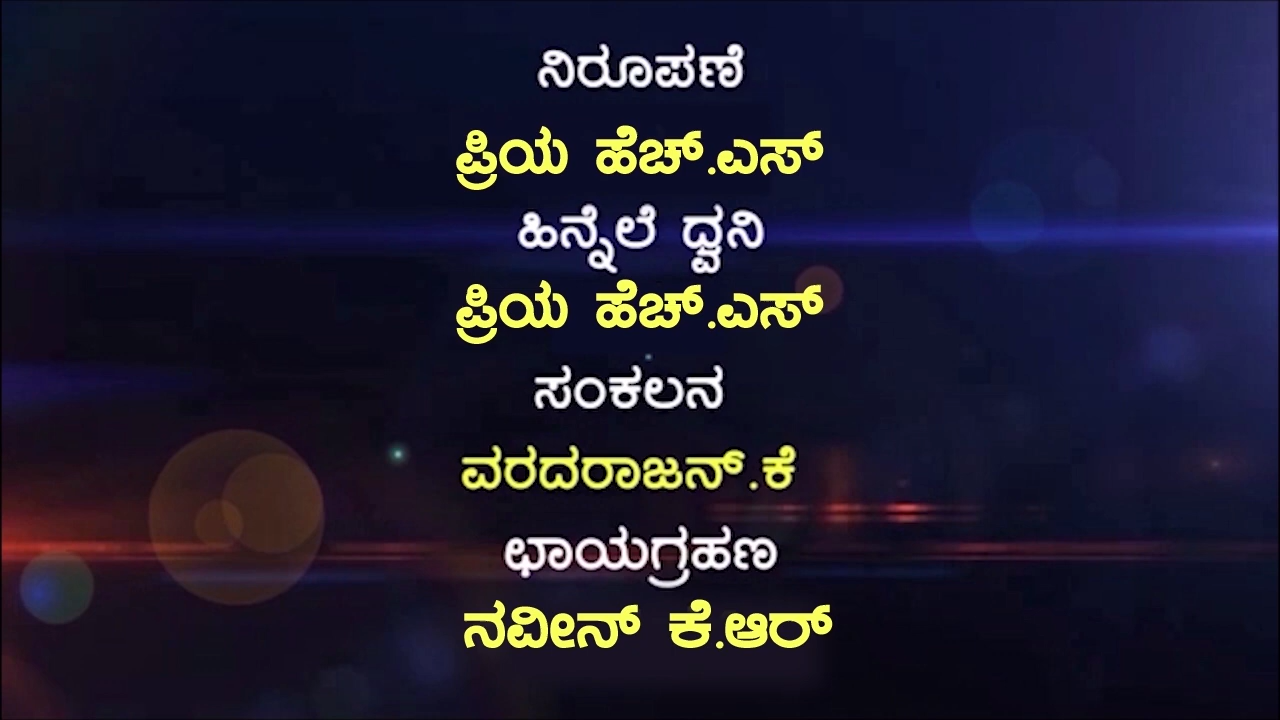 ನಿರೂಪಣೆ
ಪ್ರಿಯ ಹೆಚ್.ಎಸ್
ಹಿನ್ನೆಲೆ ಧ್ವನಿ
ಪ್ರಿಯ ಹೆಚ್.ಎಸ್
ಸಂಕಲನ
ವರದರಾಜನ್.ಕೆ
ಛಾಯಗ್ರಹಣ
ನವೀನ್ ಕೆ.ಆರ್